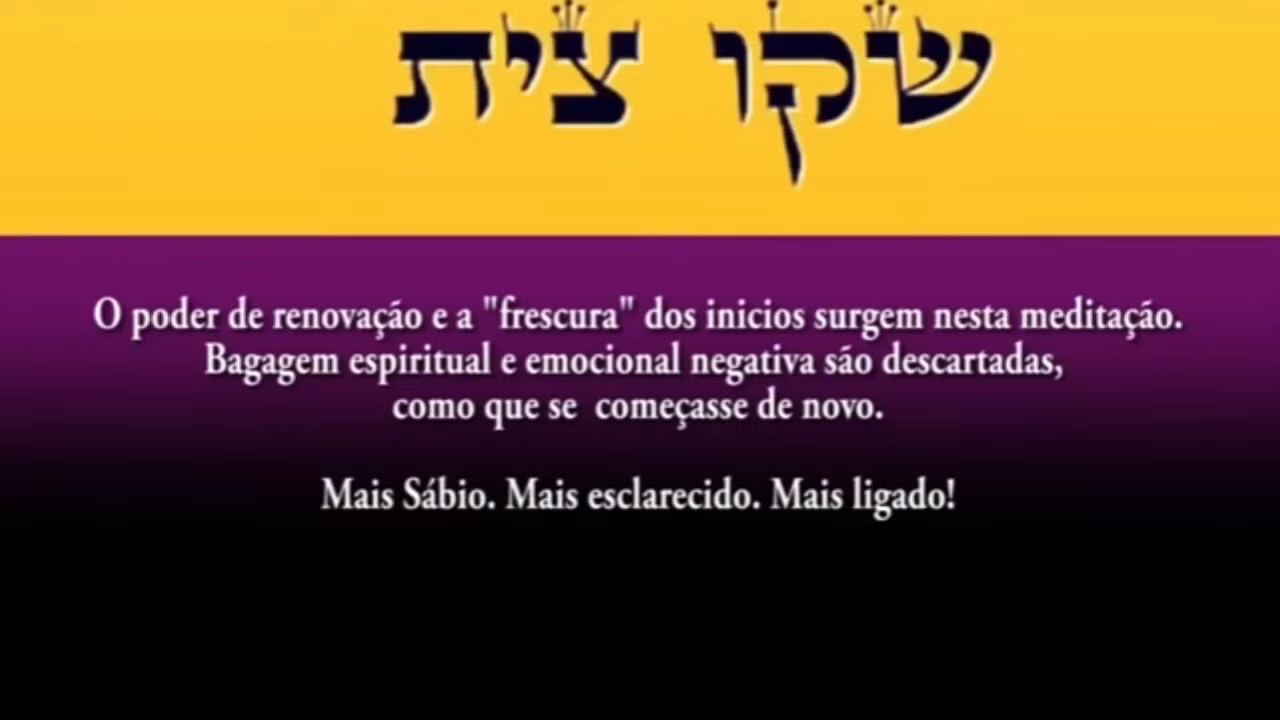 שקו צית
O poder de renovação e a "frescura" dos inicios surgem nesta meditação.
Bagagem espiritual e emocional negativa são descartadas,
como que se começasse de novo.
Mais Sábio. Mais esclarecido. Mais ligado!